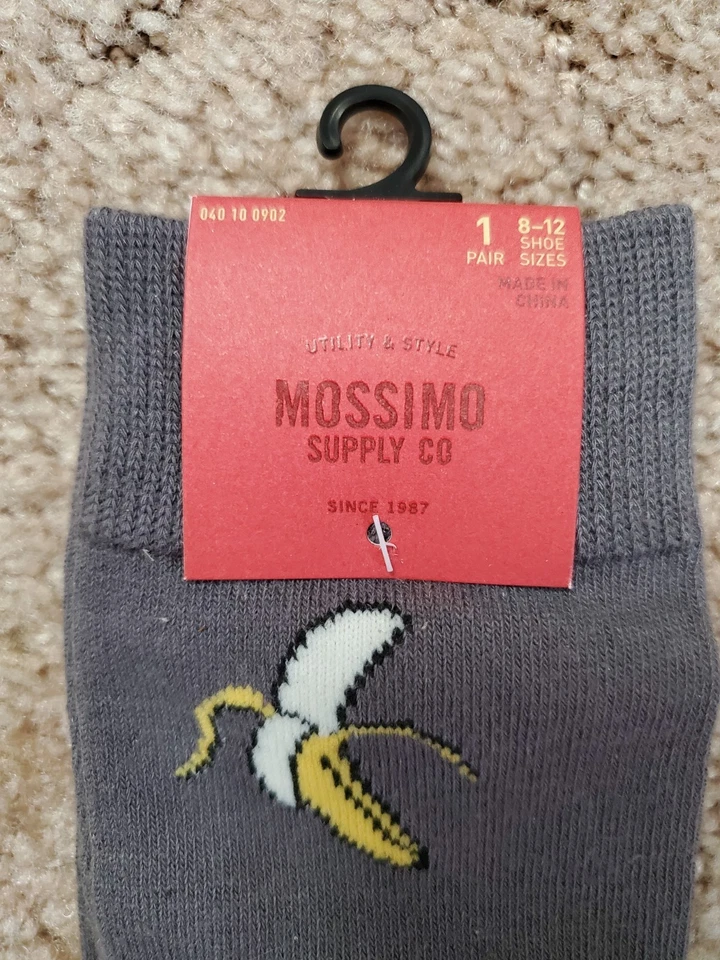 040 10 0902
1 PAIR
8–12
SHOE
SIZES
MADE IN
CHINA
UTILITY & STYLE
MOSSIMO
SUPPLY CO
SINCE 1987